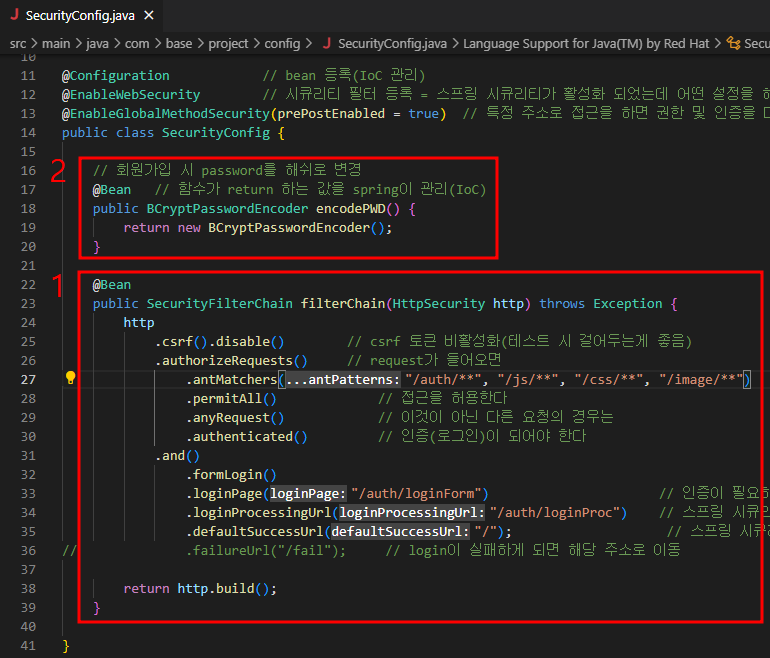 J SecurityConfig.java ×
src > main > java > com > base > project > config > J SecurityConfig.java > Language Support for Java(TM) by Red Hat > Secu
10
11 @Configuration // bean 등록(IoC 관리)
12 @EnableWebSecurity // 시큐리티 필터 등록 = 스프링 시큐리티가 활성화 되었는데 어떤 설정을 해
13 @EnableGlobalMethodSecurity(prePostEnabled = true) // 특정 주소로 접근을 하면 권한 및 인증을
14 public class SecurityConfig {
15
2
16 // 회원가입 시 password를 해쉬로 변경
17 @Bean // 함수가 return 하는 값을 spring이 관리(IoC)
18 public BCryptPasswordEncoder encodePWD() {
19 return new BCryptPasswordEncoder();
20 }
21
1
22 @Bean
23 public SecurityFilterChain filterChain(HttpSecurity http) throws Exception {
24 http
25 .csrf().disable() // csrf 토큰 비활성화(테스트 시 걸어두는게 좋음)
26 .authorizeRequests() // request가 들어오면
27 .antMatchers(...antPatterns: "/auth/**", "/js/**", "/css/**", "/image/**")
28 .permitAll() // 접근을 허용한다
29 .anyRequest() // 이것이 아닌 다른 요청의 경우는
30 .authenticated() // 인증(로그인)이 되어야 한다
31 .and()
32 .formLogin()
33 .loginPage(loginPage: "/auth/loginForm") // 인증이 필요
34 .loginProcessingUrl(loginProcessingUrl: "/auth/loginProc") // 스프링 시큐
35 .defaultSuccessUrl(defaultSuccessUrl: "/"); // 스프링 시큐
36 // .failureUrl("/fail"); // login이 실패하게 되면 해당 주소로 이동
37
38 return http.build();
39 }
40
41 }